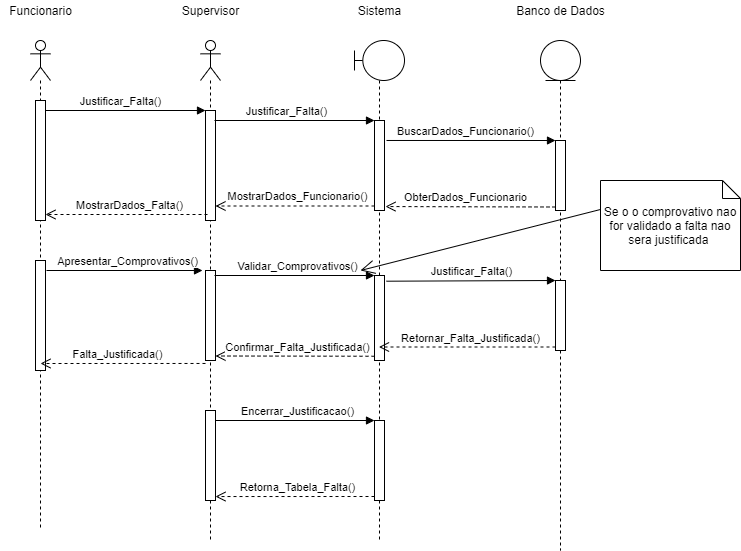 Funcionario
Supervisor
Sistema
Banco de Dados
Justificar_Falta()
Justificar_Falta()
BuscarDados_Funcionario()
MostrarDados_Falta()
MostrarDados_Funcionario()
ObterDados_Funcionario
Se o o comprovativo nao
for validado a falta nao
sera justificada
Apresentar_Comprovativos()
Validar_Comprovativos()
Justificar_Falta()
Falta_Justificada()
Confirmar_Falta_Justificada()
Retornar_Falta_Justificada()
Encerrar_Justificacao()
Retorna_Tabela_Falta()